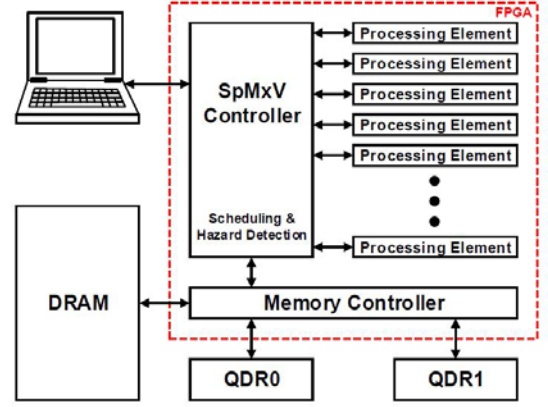 FPGA
Processing Element
Processing Element
SpMxV
Controller
Processing Element
Processing Element
Processing Element
Scheduling &
Hazard Detection
Processing Element
DRAM
Memory Controller
QDR0
QDR1